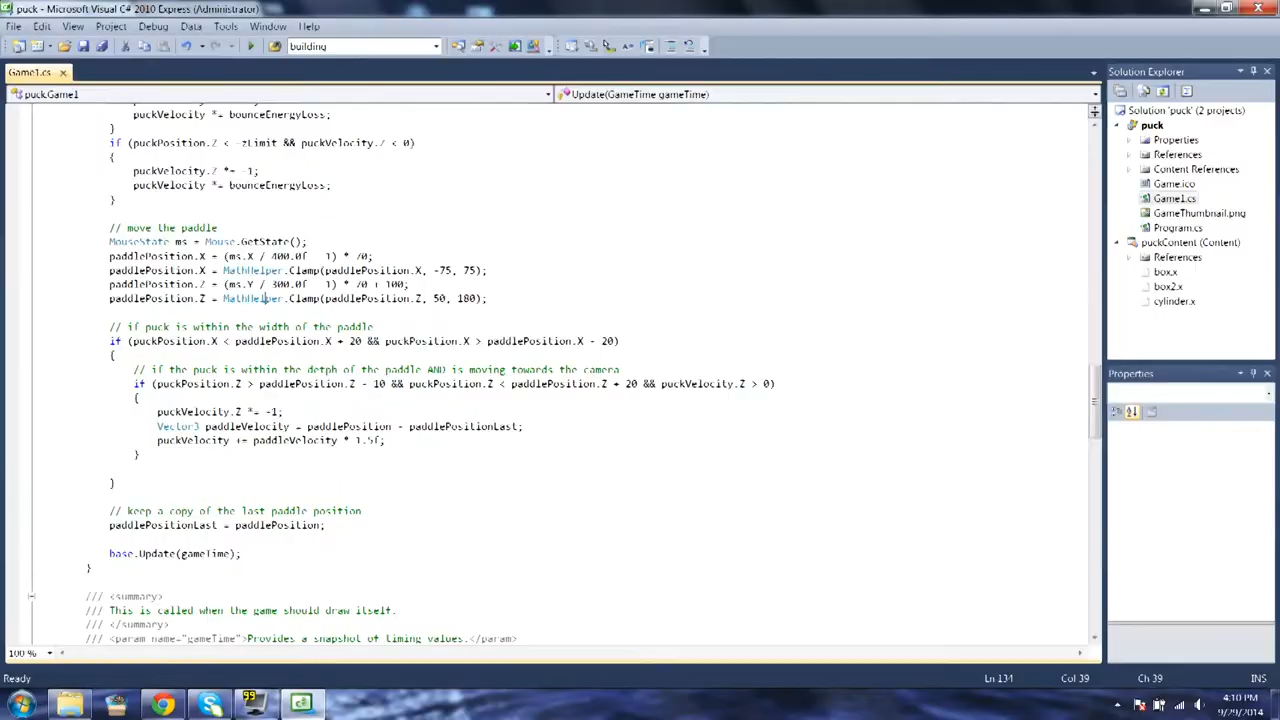 puck - Microsoft Visual C# 2010 Express (Administrator)
File Edit View Project Debug Data Tools Window Help
building
Game1.cs
puck.Game1
Update(GameTime gameTime)
puckVelocity *= bounceEnergyLoss;
}
if (puckPosition.Z < -zLimit && puckVelocity.Z < 0)
{
puckVelocity.Z *= -1;
puckVelocity *= bounceEnergyLoss;
}
// move the paddle
MouseState ms = Mouse.GetState();
paddlePosition.X = (ms.X / 400.0f - 1) * 70;
paddlePosition.X = MathHelper.Clamp(paddlePosition.X, -75, 75);
paddlePosition.Z = (ms.Y / 300.0f - 1) * 70 + 100;
paddlePosition.Z = MathHelper.Clamp(paddlePosition.Z, 50, 180);
// if puck is within the width of the paddle
if (puckPosition.X < paddlePosition.X + 20 && puckPosition.X > paddlePosition.X - 20)
{
// if the puck is within the detph of the paddle AND is moving towards the camera
if (puckPosition.Z > paddlePosition.Z - 10 && puckPosition.Z < paddlePosition.Z + 20 && puckVelocity.Z > 0)
{
puckVelocity.Z *= -1;
Vector3 paddleVelocity = paddlePosition - paddlePositionLast;
puckVelocity += paddleVelocity * 1.5f;
}
}
// keep a copy of the last paddle position
paddlePositionLast = paddlePosition;
base.Update(gameTime);
}
/// <summary>
/// This is called when the game should draw itself.
/// </summary>
/// <param name="gameTime">Provides a snapshot of timing values.</param>
100 %
Solution Explorer
Solution 'puck' (2 projects)
puck
Properties
References
Content References
Game.ico
Game1.cs
GameThumbnail.png
Program.cs
puckContent (Content)
References
box.x
box2.x
cylinder.x
Properties
Ready
Ln 134
Col 39
Ch 39
INS
99
4:10 PM
9/29/2014